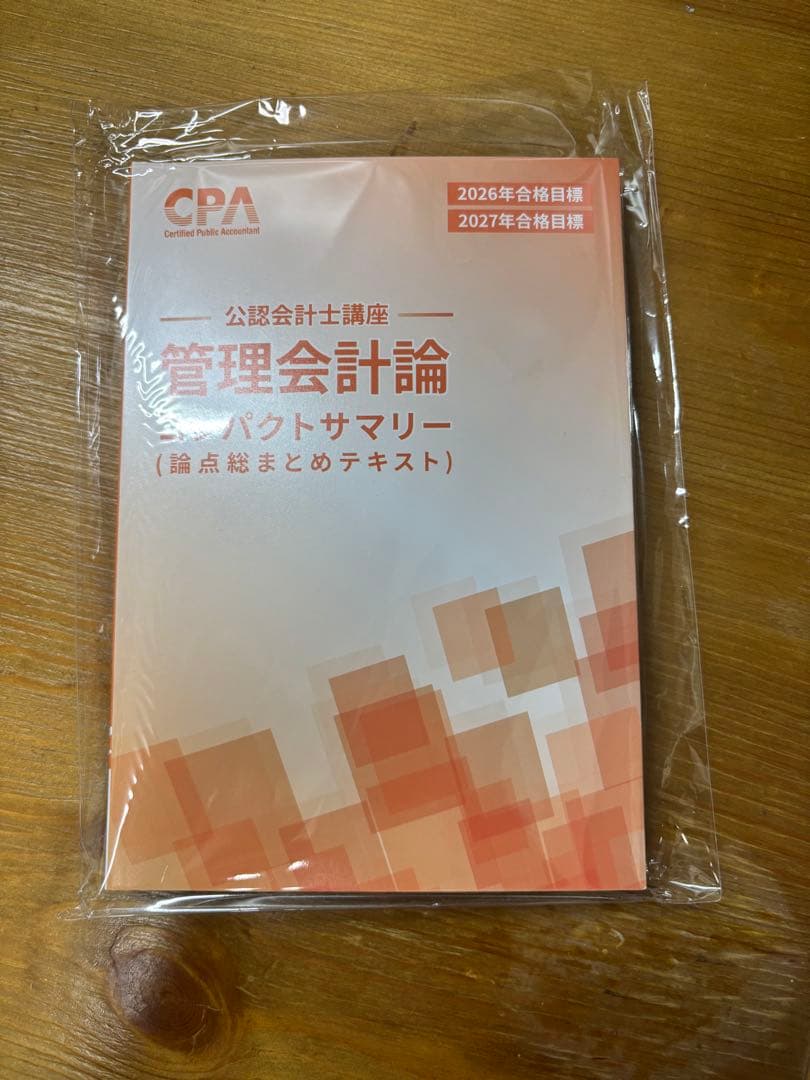 CPA
Certified Public Accountant
2026年合格目標
2027年合格目標
公認会計士講座
管理会計論
コンパクトサマリー
(論点総まとめテキスト)